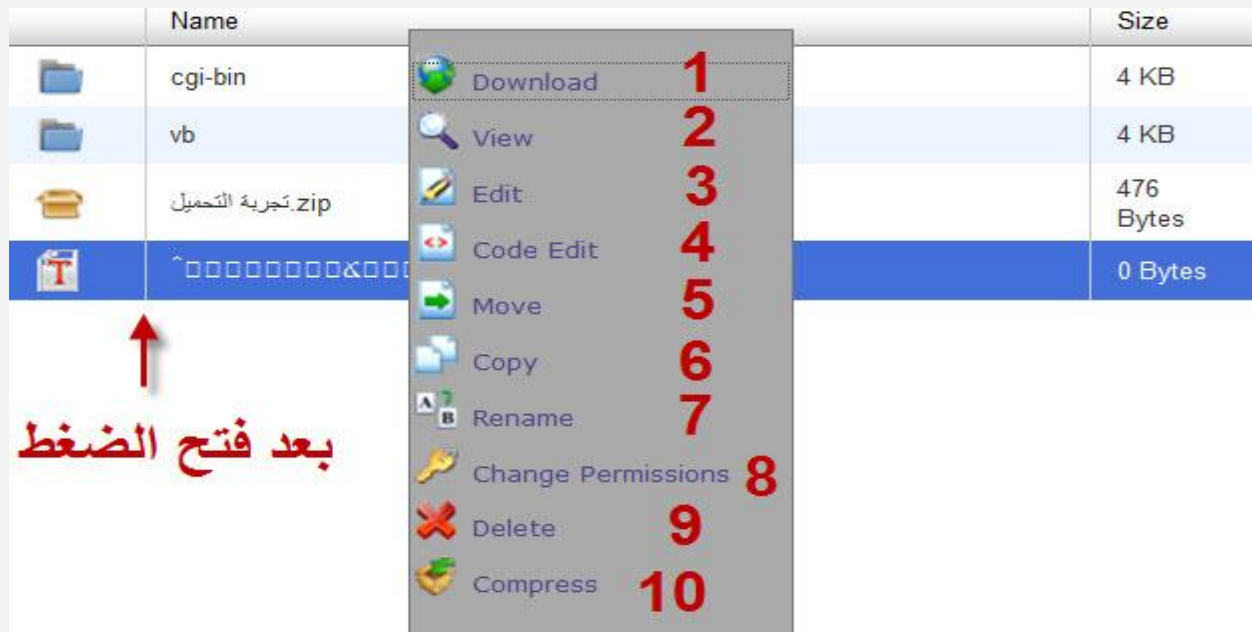 Name Size
cgi-bin 4 KB
vb 4 KB
تجربة التحميل.zip 476 Bytes
0 Bytes
Download 1
View 2
Edit 3
Code Edit 4
Move 5
Copy 6
Rename 7
Change Permissions 8
Delete 9
Compress 10
بعد فتح الضغط